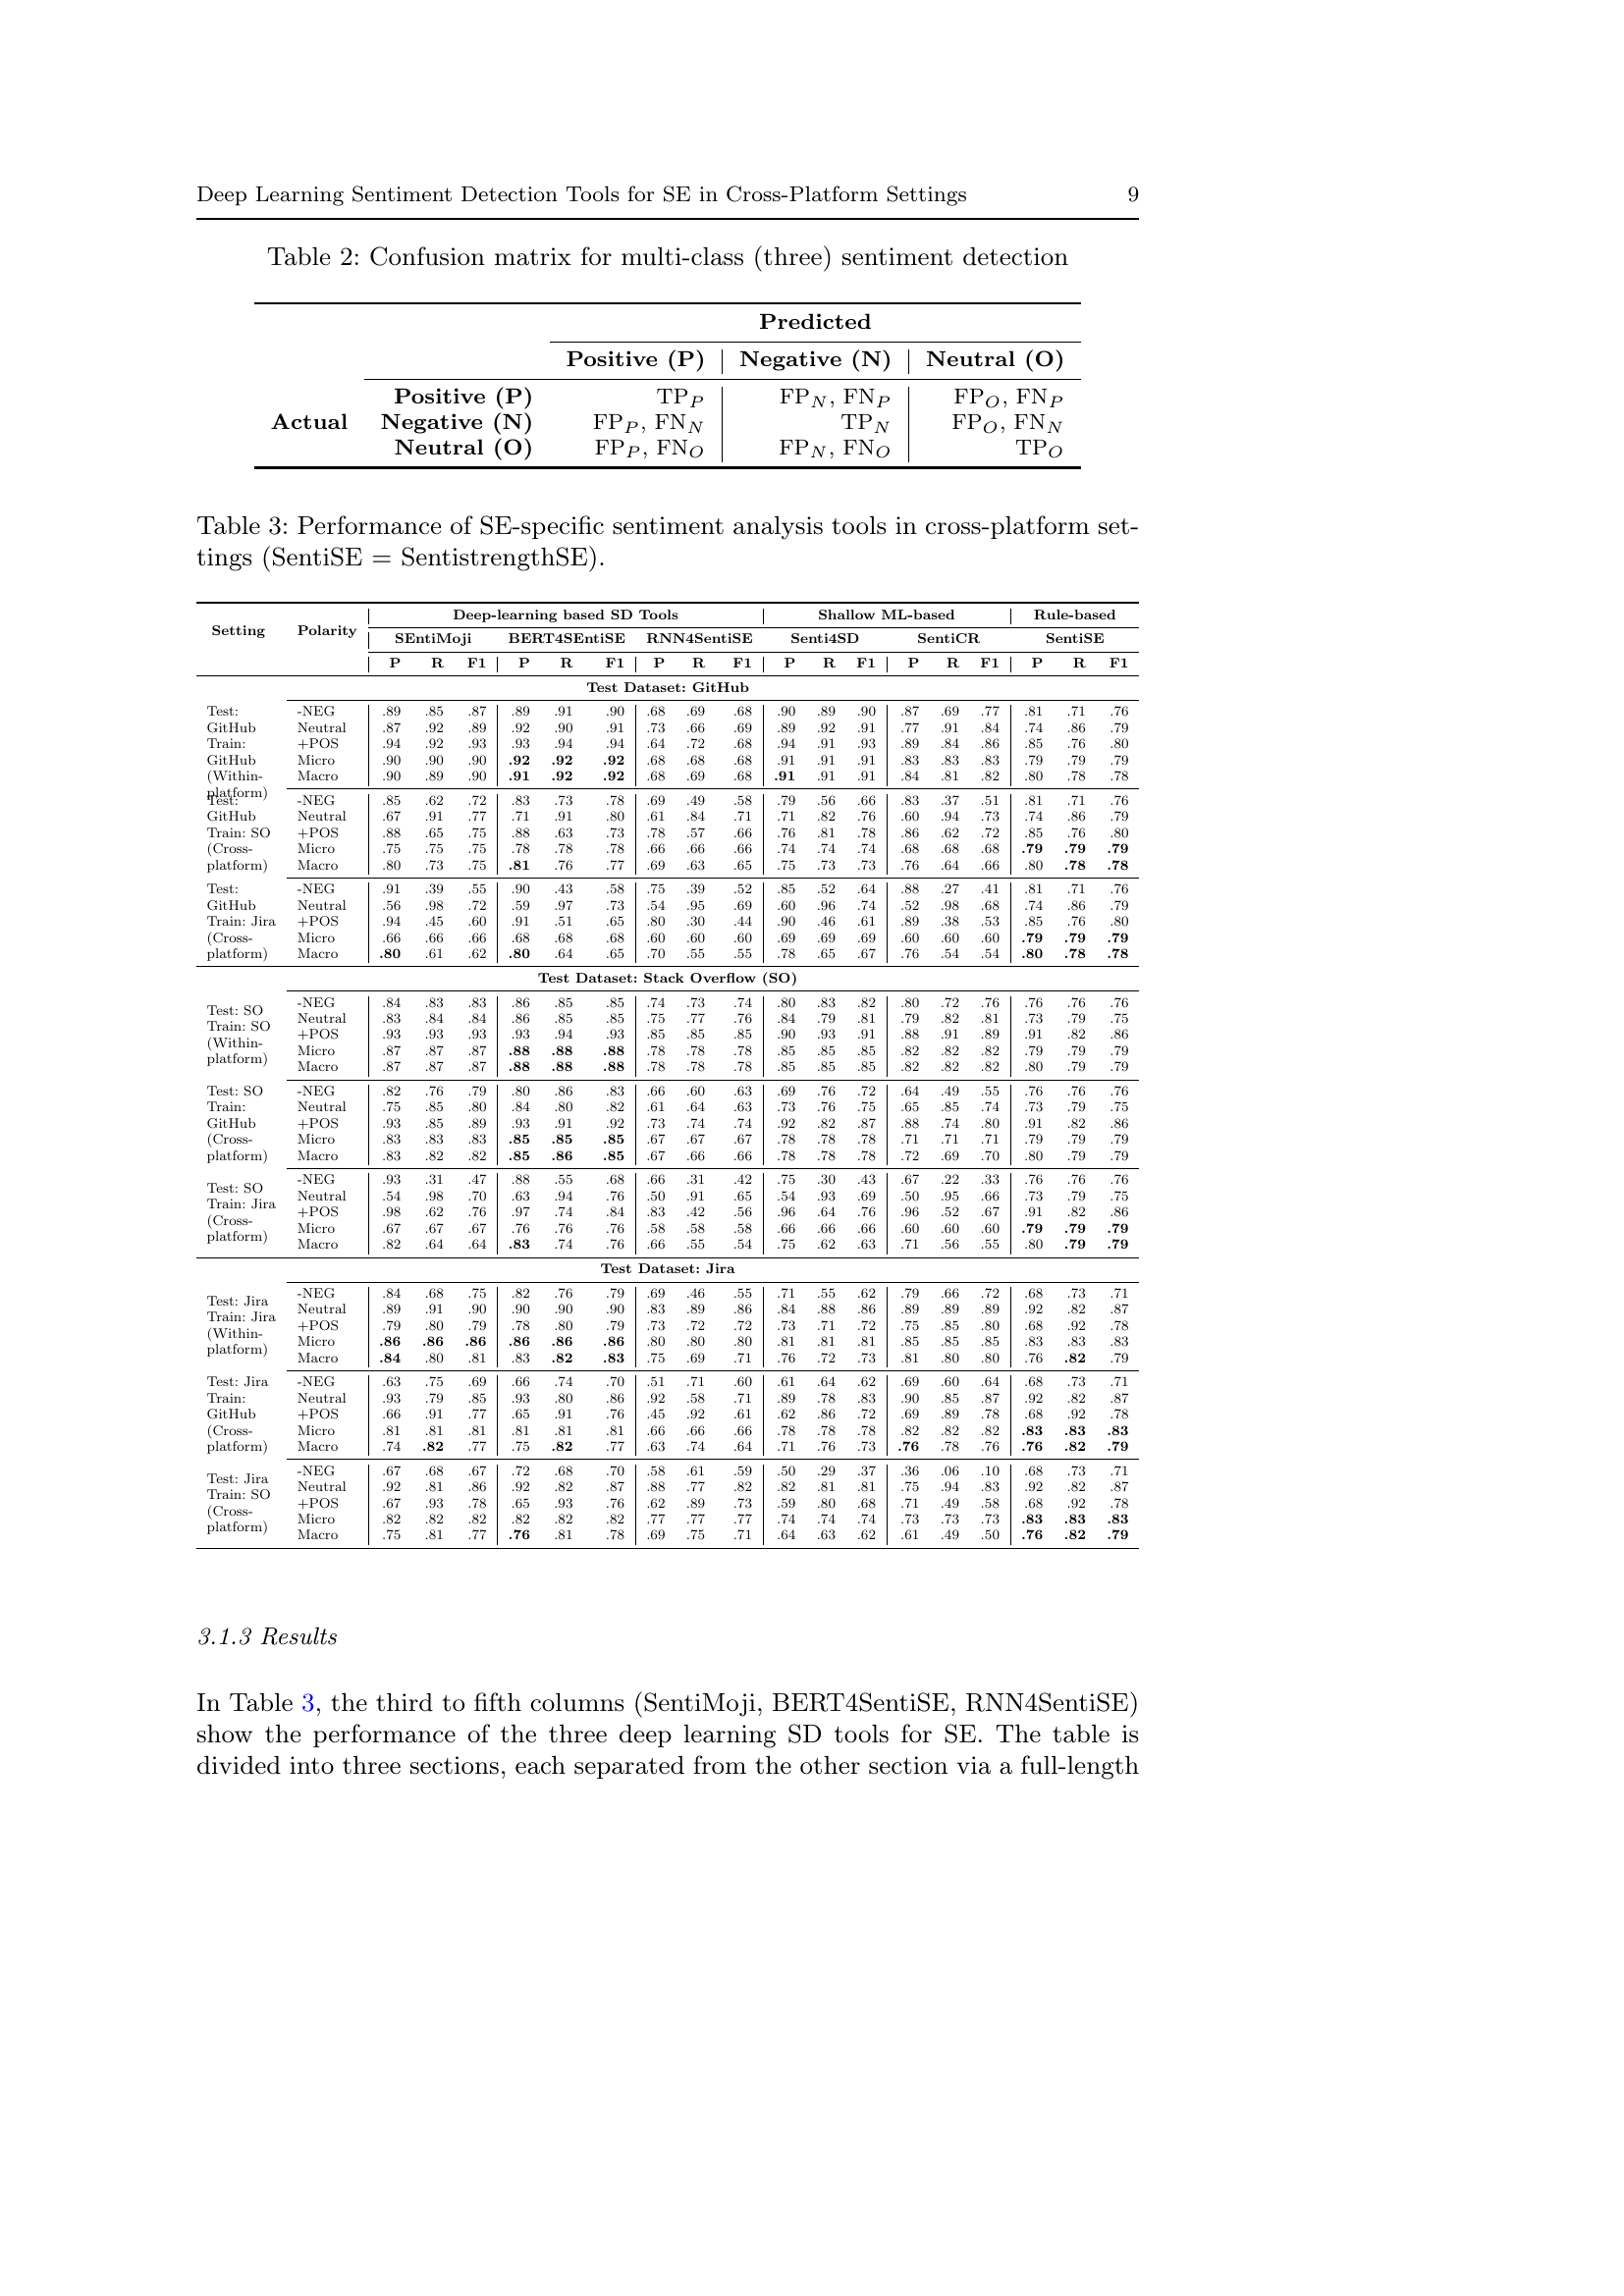 Deep Learning Sentiment Detection Tools for SE in Cross-Platform Settings 9
Table 2: Confusion matrix for multi-class (three) sentiment detection
Predicted
Positive (P) Negative (N) Neutral (O)
Positive (P) TP_P FP_N, FN_P FP_O, FN_P
Actual Negative (N) FP_P, FN_N TP_N FP_O, FN_N
Neutral (O) FP_P, FN_O FP_N, FN_O TP_O
Table 3: Performance of SE-specific sentiment analysis tools in cross-platform set-
tings (SentiSE = SentistrengthSE).
Deep-learning based SD Tools Shallow ML-based Rule-based
Setting Polarity SEntiMoji BERT4SEntiSE RNN4SentiSE Senti4SD SentiCR SentiSE
P R F1 P R F1 P R F1 P R F1 P R F1 P R F1
Test Dataset: GitHub
Test: -NEG .89 .85 .87 .89 .91 .90 .68 .69 .68 .90 .89 .90 .87 .69 .77 .81 .71 .76
GitHub Neutral .87 .92 .89 .92 .90 .91 .73 .66 .69 .89 .92 .91 .77 .91 .84 .74 .86 .79
Train: +POS .94 .92 .93 .93 .94 .94 .64 .72 .68 .94 .91 .93 .89 .84 .86 .85 .76 .80
GitHub Micro .90 .90 .90 .92 .92 .92 .68 .68 .68 .91 .91 .91 .83 .83 .83 .79 .79 .79
(Within- Macro .90 .89 .90 .91 .92 .92 .68 .69 .68 .91 .91 .91 .84 .81 .82 .80 .78 .78
platform)
Test: -NEG .85 .62 .72 .83 .73 .78 .69 .49 .58 .79 .56 .66 .83 .37 .51 .81 .71 .76
GitHub Neutral .67 .91 .77 .71 .91 .80 .61 .84 .71 .71 .82 .76 .60 .94 .73 .74 .86 .79
Train: SO +POS .88 .65 .75 .88 .63 .73 .78 .57 .66 .76 .81 .78 .86 .62 .72 .85 .76 .80
(Cross- Micro .75 .75 .75 .78 .78 .78 .66 .66 .66 .74 .74 .74 .68 .68 .68 .79 .79 .79
platform) Macro .80 .73 .75 .81 .76 .77 .69 .63 .65 .75 .73 .73 .76 .64 .66 .80 .78 .78
Test: -NEG .91 .39 .55 .90 .43 .58 .75 .39 .52 .85 .52 .64 .88 .27 .41 .81 .71 .76
GitHub Neutral .56 .98 .72 .59 .97 .73 .54 .95 .69 .60 .96 .74 .52 .98 .68 .74 .86 .79
Train: Jira +POS .94 .45 .60 .91 .51 .65 .80 .30 .44 .90 .46 .61 .89 .38 .53 .85 .76 .80
(Cross- Micro .66 .66 .66 .68 .68 .68 .60 .60 .60 .69 .69 .69 .60 .60 .60 .79 .79 .79
platform) Macro .80 .61 .62 .80 .64 .65 .70 .55 .55 .78 .65 .67 .76 .54 .54 .80 .78 .78
Test Dataset: Stack Overflow (SO)
Test: SO -NEG .84 .83 .83 .86 .85 .85 .74 .73 .74 .80 .83 .82 .80 .72 .76 .76 .76 .76
Train: SO Neutral .83 .84 .84 .86 .85 .85 .75 .77 .76 .84 .79 .81 .79 .82 .81 .73 .79 .75
(Within- +POS .93 .93 .93 .93 .94 .93 .85 .85 .85 .90 .93 .91 .88 .91 .89 .91 .82 .86
platform) Micro .87 .87 .87 .88 .88 .88 .78 .78 .78 .85 .85 .85 .82 .82 .82 .79 .79 .79
Macro .87 .87 .87 .88 .88 .88 .78 .78 .78 .85 .85 .85 .82 .82 .82 .80 .79 .79
Test: SO -NEG .82 .76 .79 .80 .86 .83 .66 .60 .63 .69 .76 .72 .64 .49 .55 .76 .76 .76
Train: Neutral .75 .85 .80 .84 .80 .82 .61 .64 .63 .73 .76 .75 .65 .85 .74 .73 .79 .75
GitHub +POS .93 .85 .89 .93 .91 .92 .73 .74 .74 .92 .82 .87 .88 .74 .80 .91 .82 .86
(Cross- Micro .83 .83 .83 .85 .85 .85 .67 .67 .67 .78 .78 .78 .71 .71 .71 .79 .79 .79
platform) Macro .83 .82 .82 .85 .86 .85 .67 .66 .66 .78 .78 .78 .72 .69 .70 .80 .79 .79
Test: SO -NEG .93 .31 .47 .88 .55 .68 .66 .31 .42 .75 .30 .43 .67 .22 .33 .76 .76 .76
Train: Jira Neutral .54 .98 .70 .63 .94 .76 .50 .91 .65 .54 .93 .69 .50 .95 .66 .73 .79 .75
(Cross- +POS .98 .62 .76 .97 .74 .84 .83 .42 .56 .96 .64 .76 .96 .52 .67 .91 .82 .86
platform) Micro .67 .67 .67 .76 .76 .76 .58 .58 .58 .66 .66 .66 .60 .60 .60 .79 .79 .79
Macro .82 .64 .64 .83 .74 .76 .66 .55 .54 .75 .62 .63 .71 .56 .55 .80 .79 .79
Test Dataset: Jira
Test: Jira -NEG .84 .68 .75 .82 .76 .79 .69 .46 .55 .71 .55 .62 .79 .66 .72 .68 .73 .71
Train: Jira Neutral .89 .91 .90 .90 .90 .90 .83 .89 .86 .84 .88 .86 .89 .89 .89 .92 .82 .87
(Within- +POS .79 .80 .79 .78 .80 .79 .73 .72 .72 .73 .71 .72 .75 .85 .80 .68 .92 .78
platform) Micro .86 .86 .86 .86 .86 .86 .80 .80 .80 .81 .81 .81 .85 .85 .85 .83 .83 .83
Macro .84 .80 .81 .83 .82 .83 .75 .69 .71 .76 .72 .73 .81 .80 .80 .76 .82 .79
Test: Jira -NEG .63 .75 .69 .66 .74 .70 .51 .71 .60 .61 .64 .62 .69 .60 .64 .68 .73 .71
Train: Neutral .93 .79 .85 .93 .80 .86 .92 .58 .71 .89 .78 .83 .90 .85 .87 .92 .82 .87
GitHub +POS .66 .91 .77 .65 .91 .76 .45 .92 .61 .62 .86 .72 .69 .89 .78 .68 .92 .78
(Cross- Micro .81 .81 .81 .81 .81 .81 .66 .66 .66 .78 .78 .78 .82 .82 .82 .83 .83 .83
platform) Macro .74 .82 .77 .75 .82 .77 .63 .74 .64 .71 .76 .73 .76 .78 .76 .76 .82 .79
Test: Jira -NEG .67 .68 .67 .72 .68 .70 .58 .61 .59 .50 .29 .37 .36 .06 .10 .68 .73 .71
Train: SO Neutral .92 .81 .86 .92 .82 .87 .88 .77 .82 .82 .81 .81 .75 .94 .83 .92 .82 .87
(Cross- +POS .67 .93 .78 .65 .93 .76 .62 .89 .73 .59 .80 .68 .71 .49 .58 .68 .92 .78
platform) Micro .82 .82 .82 .82 .82 .82 .77 .77 .77 .74 .74 .74 .73 .73 .73 .83 .83 .83
Macro .75 .81 .77 .76 .81 .78 .69 .75 .71 .64 .63 .62 .61 .49 .50 .76 .82 .79
3.1.3 Results
In Table 3, the third to fifth columns (SentiMoji, BERT4SentiSE, RNN4SentiSE)
show the performance of the three deep learning SD tools for SE. The table is
divided into three sections, each separated from the other section via a full-length